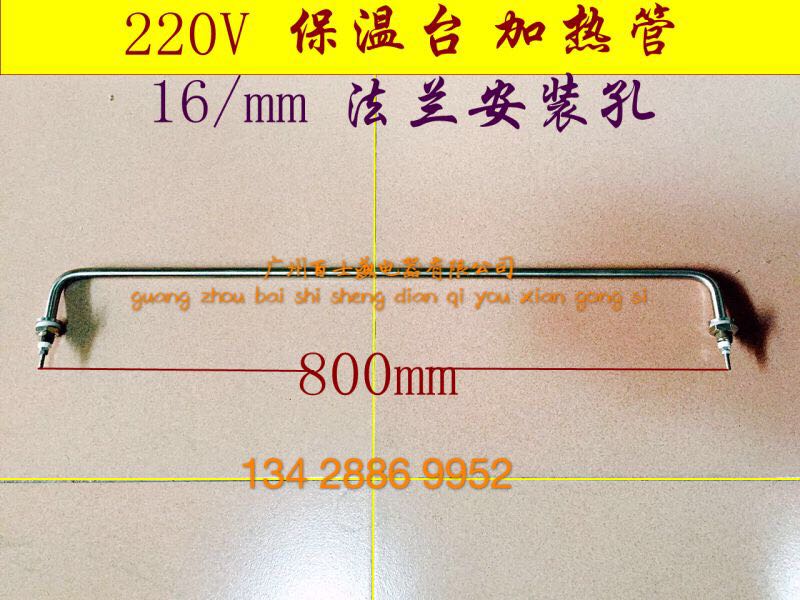 220V 保温台 加热管
16/mm 法兰安装孔
广州百士盛电器有限公司
guang zhou bai shi sheng dian qi you xian gong si
800mm
134 2886 9952